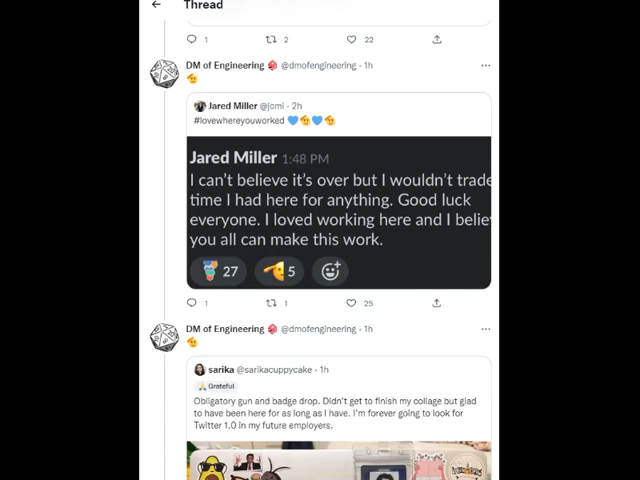 Thread
1 2 22
DM of Engineering @dmofengineering · 1h
Jared Miller @jcmi · 2h
#lovewhereyouworked
Jared Miller 1:48 PM
I can't believe it's over but I wouldn't trade
time I had here for anything. Good luck
everyone. I loved working here and I belie
you all can make this work.
27 5
1 1 25
DM of Engineering @dmofengineering · 1h
sarika @sarikacuppycake · 1h
Grateful
Obligatory gun and badge drop. Didn't get to finish my collage but glad
to have been here for as long as I have. I'm forever going to look for
Twitter 1.0 in my future employers.